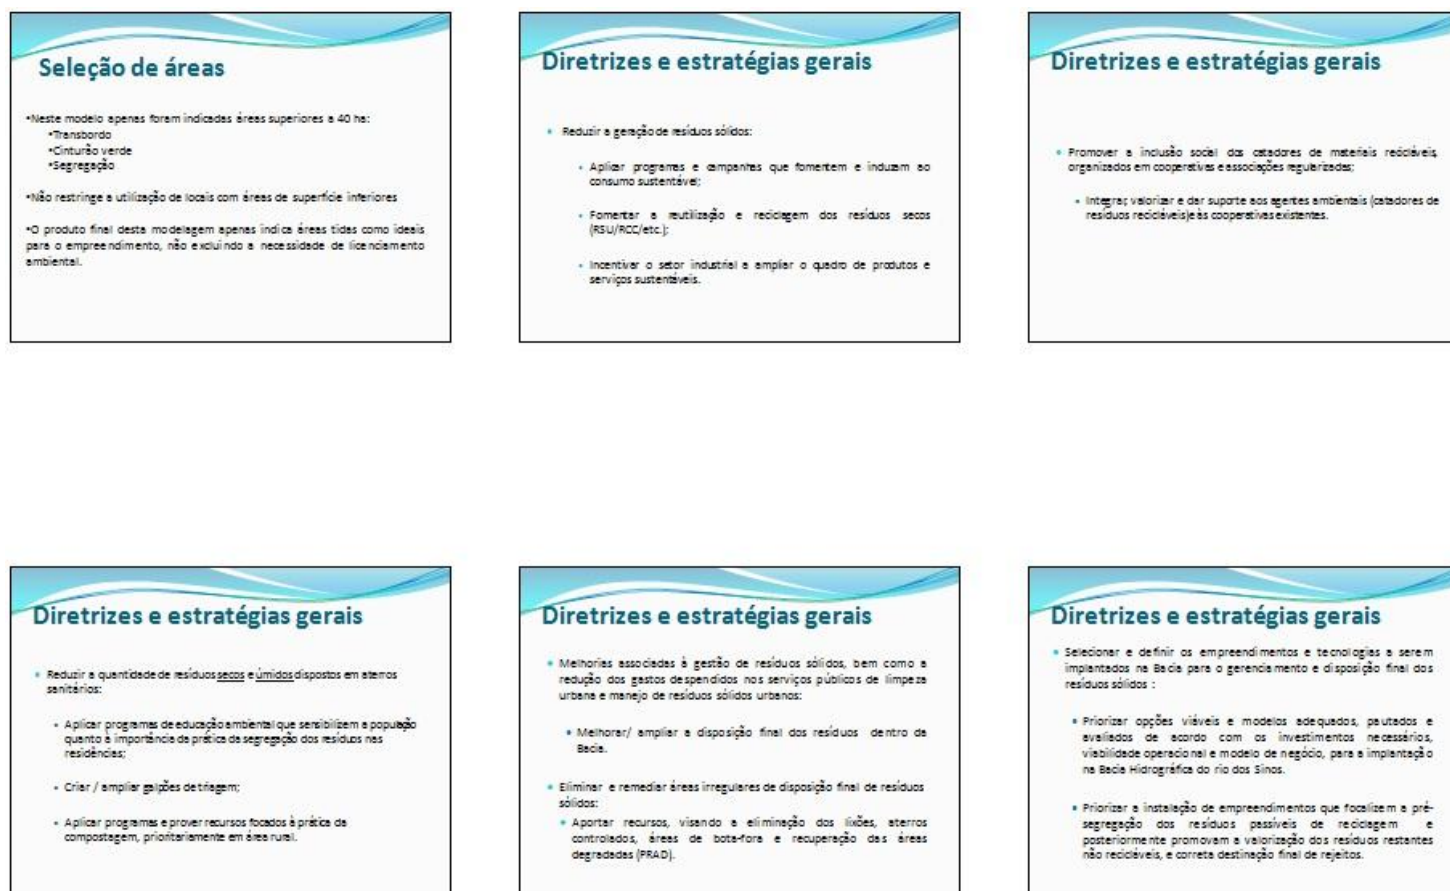 Seleção de áreas
•Neste modelo apenas foram indicadas áreas superiores a 40 ha:
•Transbordo
•Cinturão verde
•Segregação
•Não restringe a utilização de locais com áreas de superfície inferiores
•O produto final desta modelagem apenas indica áreas tidas como ideais
para o empreendimento, não excluindo a necessidade de licenciamento
ambiental.
Diretrizes e estratégias gerais
• Reduzir a geração de resíduos sólidos:
• Aplicar programas e campanhas que fomentem e induzam ao
consumo sustentável;
• Fomentar a reutilização e reciclagem dos resíduos secos
(RSU/RCC/etc.);
• Incentivar o setor industrial a ampliar o quadro de produtos e
serviços sustentáveis.
Diretrizes e estratégias gerais
• Promover a inclusão social dos catadores de materiais recicláveis,
organizados em cooperativas e associações regularizadas;
• Integrar, valorizar e dar suporte aos agentes ambientais (catadores de
resíduos recicláveis)e às cooperativas existentes.
Diretrizes e estratégias gerais
• Reduzir a quantidade de resíduos secos e úmidos dispostos em aterros
sanitários:
• Aplicar programas de educação ambiental que sensibilizem a população
quanto à importância da prática da segregação dos resíduos nas
residências;
• Criar / ampliar galpões de triagem;
• Aplicar programas e prover recursos focados à prática da
compostagem, prioritariamente em área rural.
Diretrizes e estratégias gerais
• Melhorias associadas à gestão de resíduos sólidos, bem como a
redução dos gastos despendidos nos serviços públicos de limpeza
urbana e manejo de resíduos sólidos urbanos:
• Melhorar/ ampliar a disposição final dos resíduos dentro da
Bacia.
• Eliminar e remediar áreas irregulares de disposição final de resíduos
sólidos:
• Aportar recursos, visando a eliminação dos lixões, aterros
controlados, áreas de bota-fora e recuperação das áreas
degradadas (PRAD).
Diretrizes e estratégias gerais
• Selecionar e definir os empreendimentos e tecnologias a serem
implantados na Bacia para o gerenciamento e disposição final dos
resíduos sólidos :
• Priorizar opções viáveis e modelos adequados, pautados e
avaliados de acordo com os investimentos necessários,
viabilidade operacional e modelo de negócio, para a implantação
na Bacia Hidrográfica do rio dos Sinos.
• Priorizar a instalação de empreendimentos que focalizem a pré-
segregação dos resíduos passíveis de reciclagem e
posteriormente promovam a valorização dos resíduos restantes
não recicláveis, e correta destinação final de rejeitos.